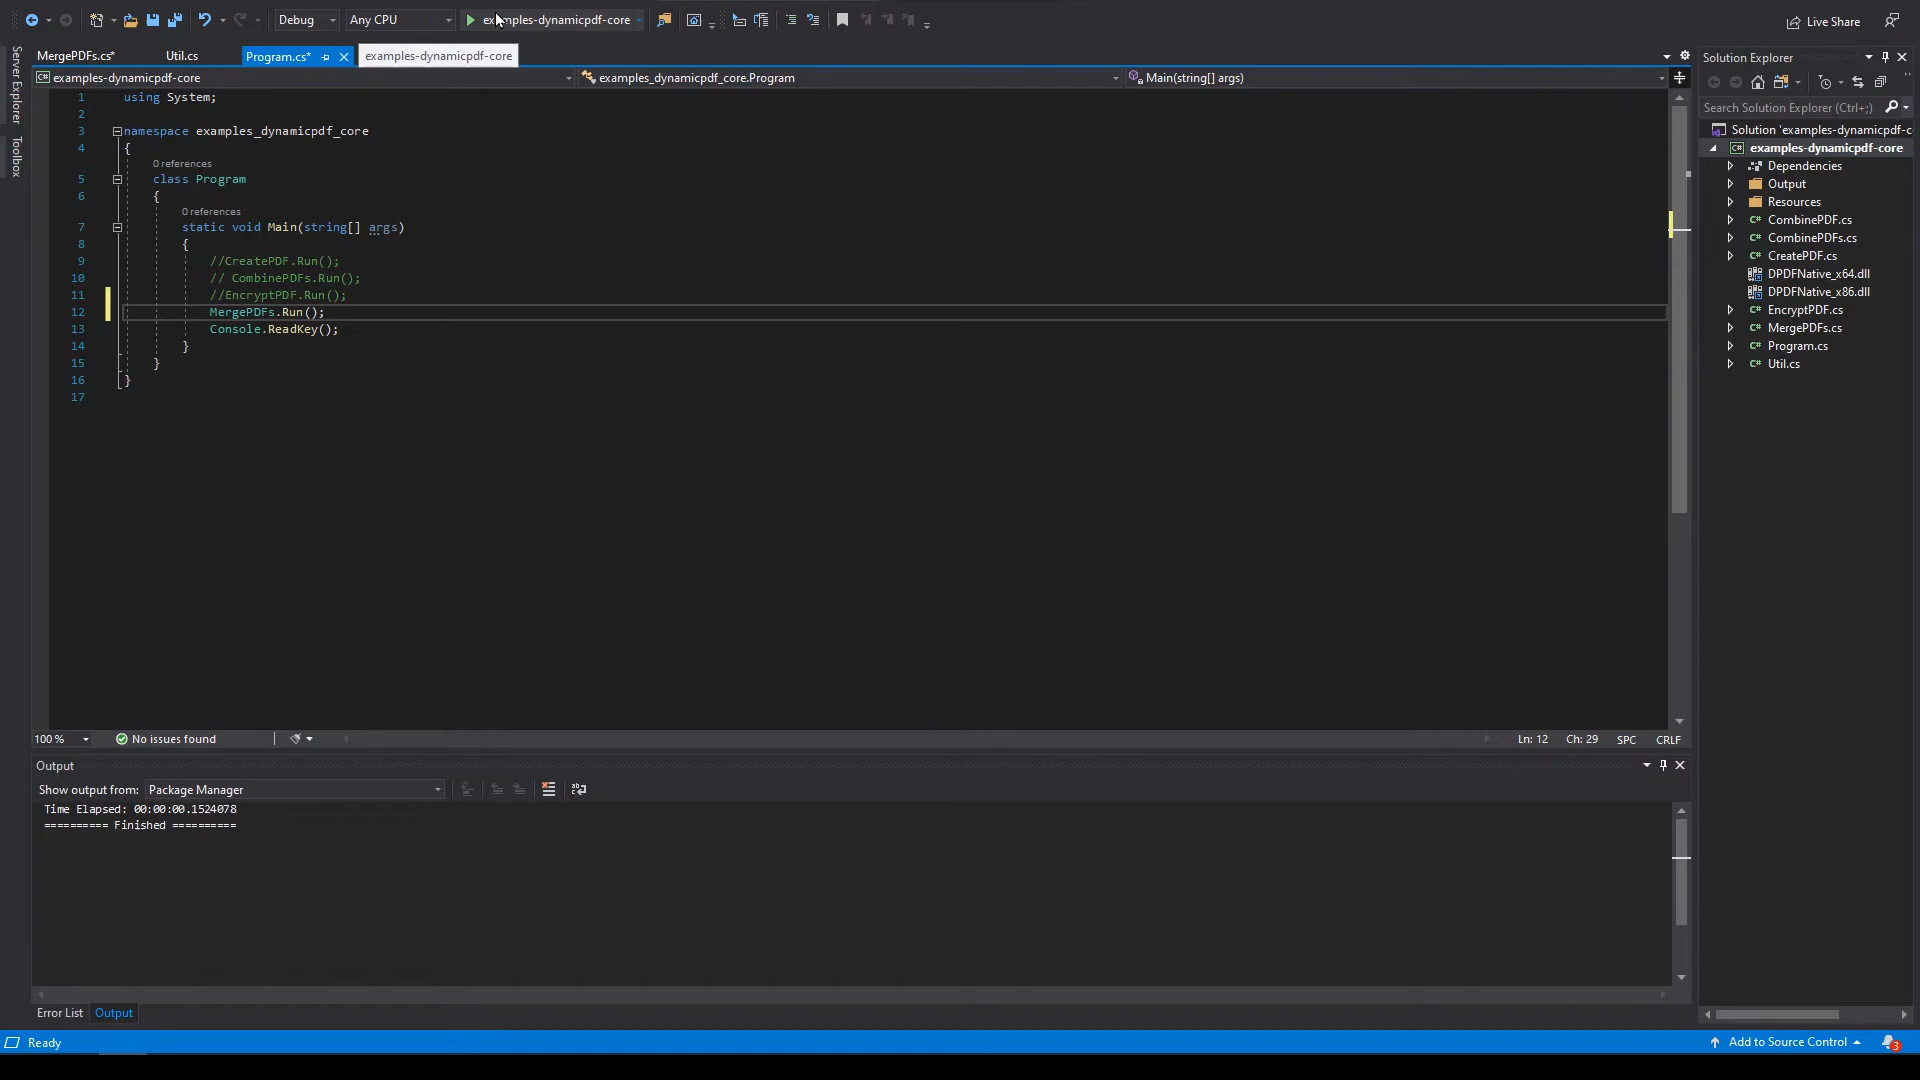 Debug
Any CPU
examples-dynamicpdf-core
Live Share
MergePDFs.cs*
Util.cs
Program.cs*
examples-dynamicpdf-core
examples-dynamicpdf-core
examples_dynamicpdf_core.Program
Main(string[] args)
Server Explorer
Toolbox
1 using System;
2
3 namespace examples_dynamicpdf_core
4 {
0 references
5 class Program
6 {
0 references
7 static void Main(string[] args)
8 {
9 //CreatePDF.Run();
10 // CombinePDFs.Run();
11 //EncryptPDF.Run();
12 MergePDFs.Run();
13 Console.ReadKey();
14 }
15 }
16 }
17
100 %
No issues found
Ln: 12
Ch: 29
SPC
CRLF
Output
Show output from:
Package Manager
Time Elapsed: 00:00:00.1524078
========== Finished ==========
Error List
Output
Ready
Solution Explorer
Search Solution Explorer (Ctrl+;)
Solution 'examples-dynamicpdf-c
C# examples-dynamicpdf-core
Dependencies
Output
Resources
C# CombinePDF.cs
C# CombinePDFs.cs
C# CreatePDF.cs
DPDFNative_x64.dll
DPDFNative_x86.dll
C# EncryptPDF.cs
C# MergePDFs.cs
C# Program.cs
C# Util.cs
Add to Source Control
3